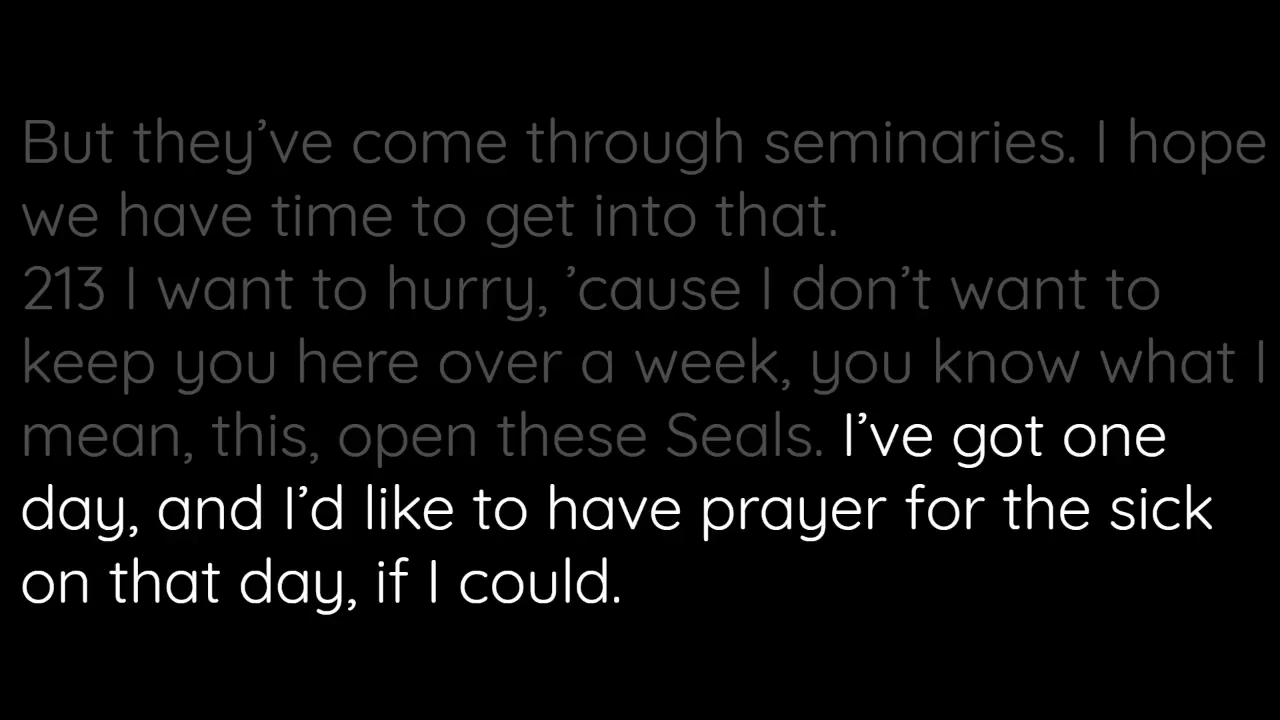 But they’ve come through seminaries. I hope
we have time to get into that.
213 I want to hurry, ’cause I don’t want to
keep you here over a week, you know what I
mean, this, open these Seals. I’ve got one
day, and I’d like to have prayer for the sick
on that day, if I could.